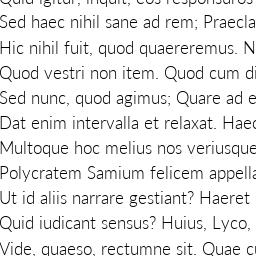 Quid igitur, inquit, eos responsuros
Sed haec nihil sane ad rem;
Hic nihil fuit, quod quaereremus. N
Quod vestri non item. Quod cum di
Sed nunc, quod agimus; Quare ad e
Dat enim intervalla et relaxat. Haec
Multoque hoc melius nos veriusque
Polycratem Samium felicem appella
Ut id aliis narrare gestiant? Haeret
Quid iudicant sensus? Huius, Lyco,
Vide, quaeso, rectumne sit. Quae